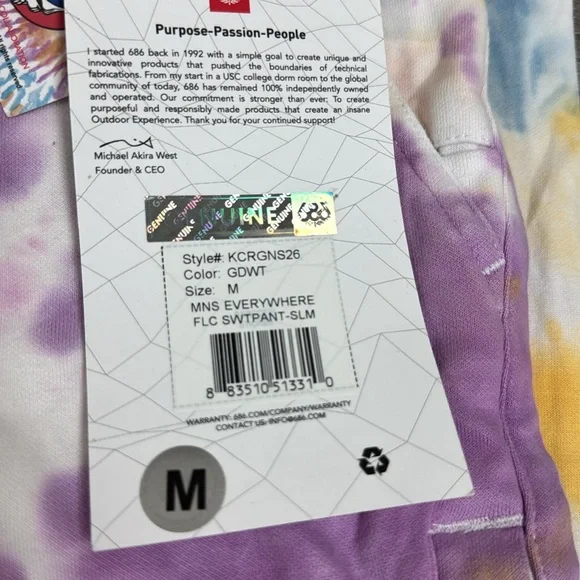 Purpose-Passion-People
I started 686 back in 1992 with a simple goal to create unique and
innovative products that pushed the boundaries of technical
fabrications. From my start in a USC college dorm room to the global
community of today, 686 has remained 100% independently owned
and operated. Our commitment is stronger than ever: To create
purposeful and responsibly made products that create an insane
Outdoor Experience. Thank you for your continued support!
Michael Akira West
Founder & CEO
GENUINE GENUINE GENUINE 686
Style#: KCRGNS26
Color: GDWT
Size: M
MNS EVERYWHERE
FLC SWTPANT-SLM
8 83510 51331 0
WARRANTY: 686.COM/COMPANY/WARRANTY
CONTACT US: INFO@686.COM
M